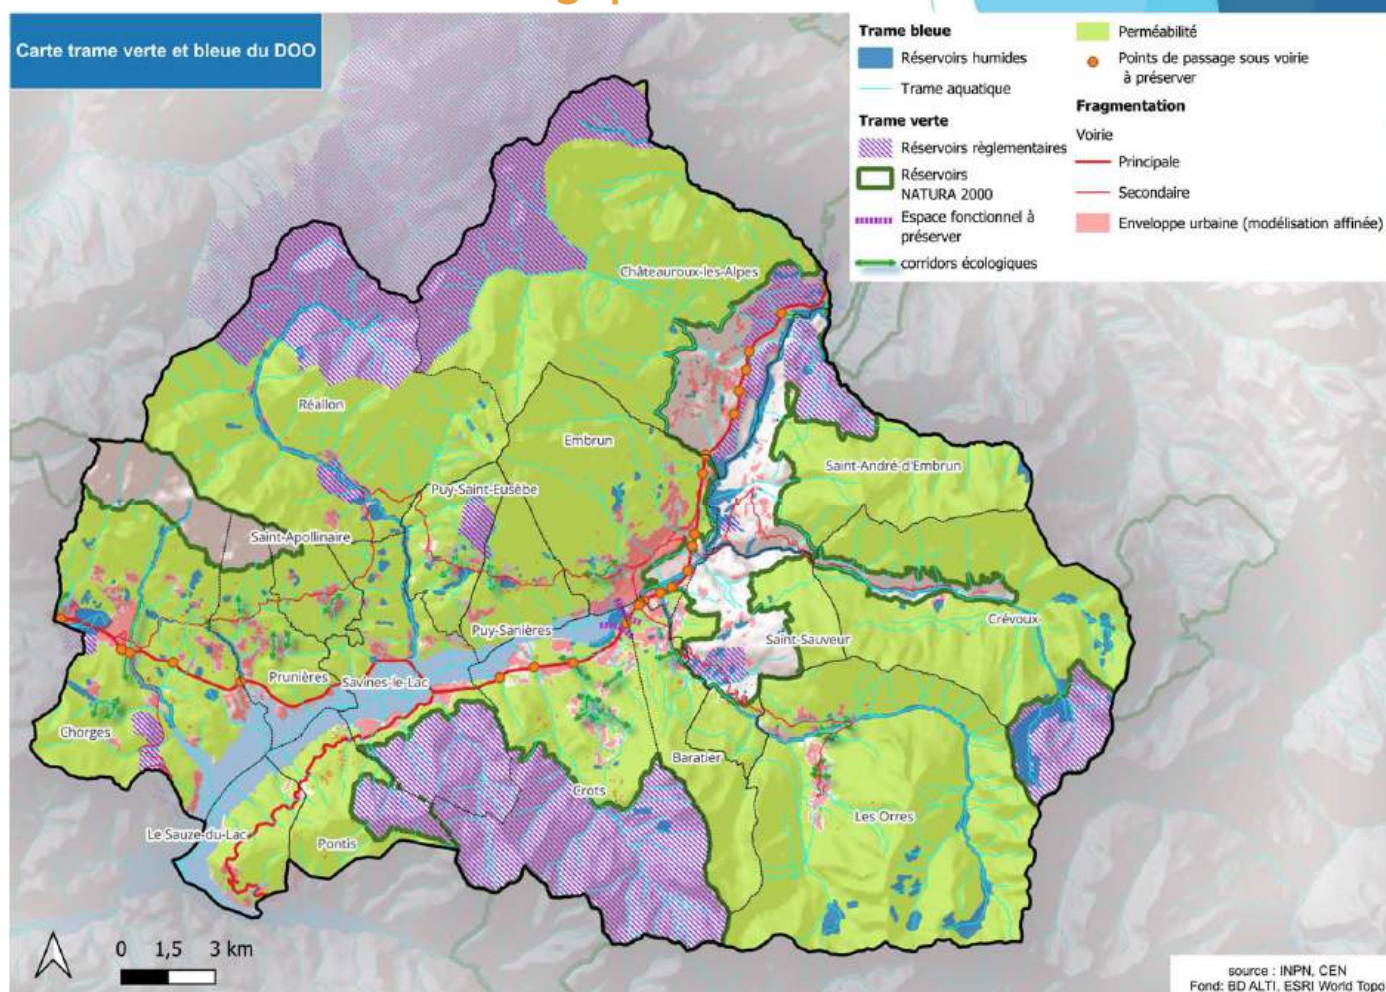 Carte trame verte et bleue du DOO
Trame bleue
Réservoirs humides
Trame aquatique
Trame verte
Réservoirs règlementaires
Réservoirs
NATURA 2000
Espace fonctionnel à
préserver
corridors écologiques
Perméabilité
Points de passage sous voirie
à préserver
Fragmentation
Voirie
Principale
Secondaire
Enveloppe urbaine (modélisation affinée)
Châteauroux-les-Alpes
Réallon
Embrun
Saint-André-d'Embrun
Puy-Saint-Eusèbe
Saint-Apollinaire
Crévoux
Puy-Sanières
Saint-Sauveur
Prunières
Savines-le-Lac
Chorges
Baratier
Crots
Les Orres
Le Sauze-du-Lac
Pontis
0 1,5 3 km
source : INPN, CEN
Fond: BD ALTI, ESRI World Topo